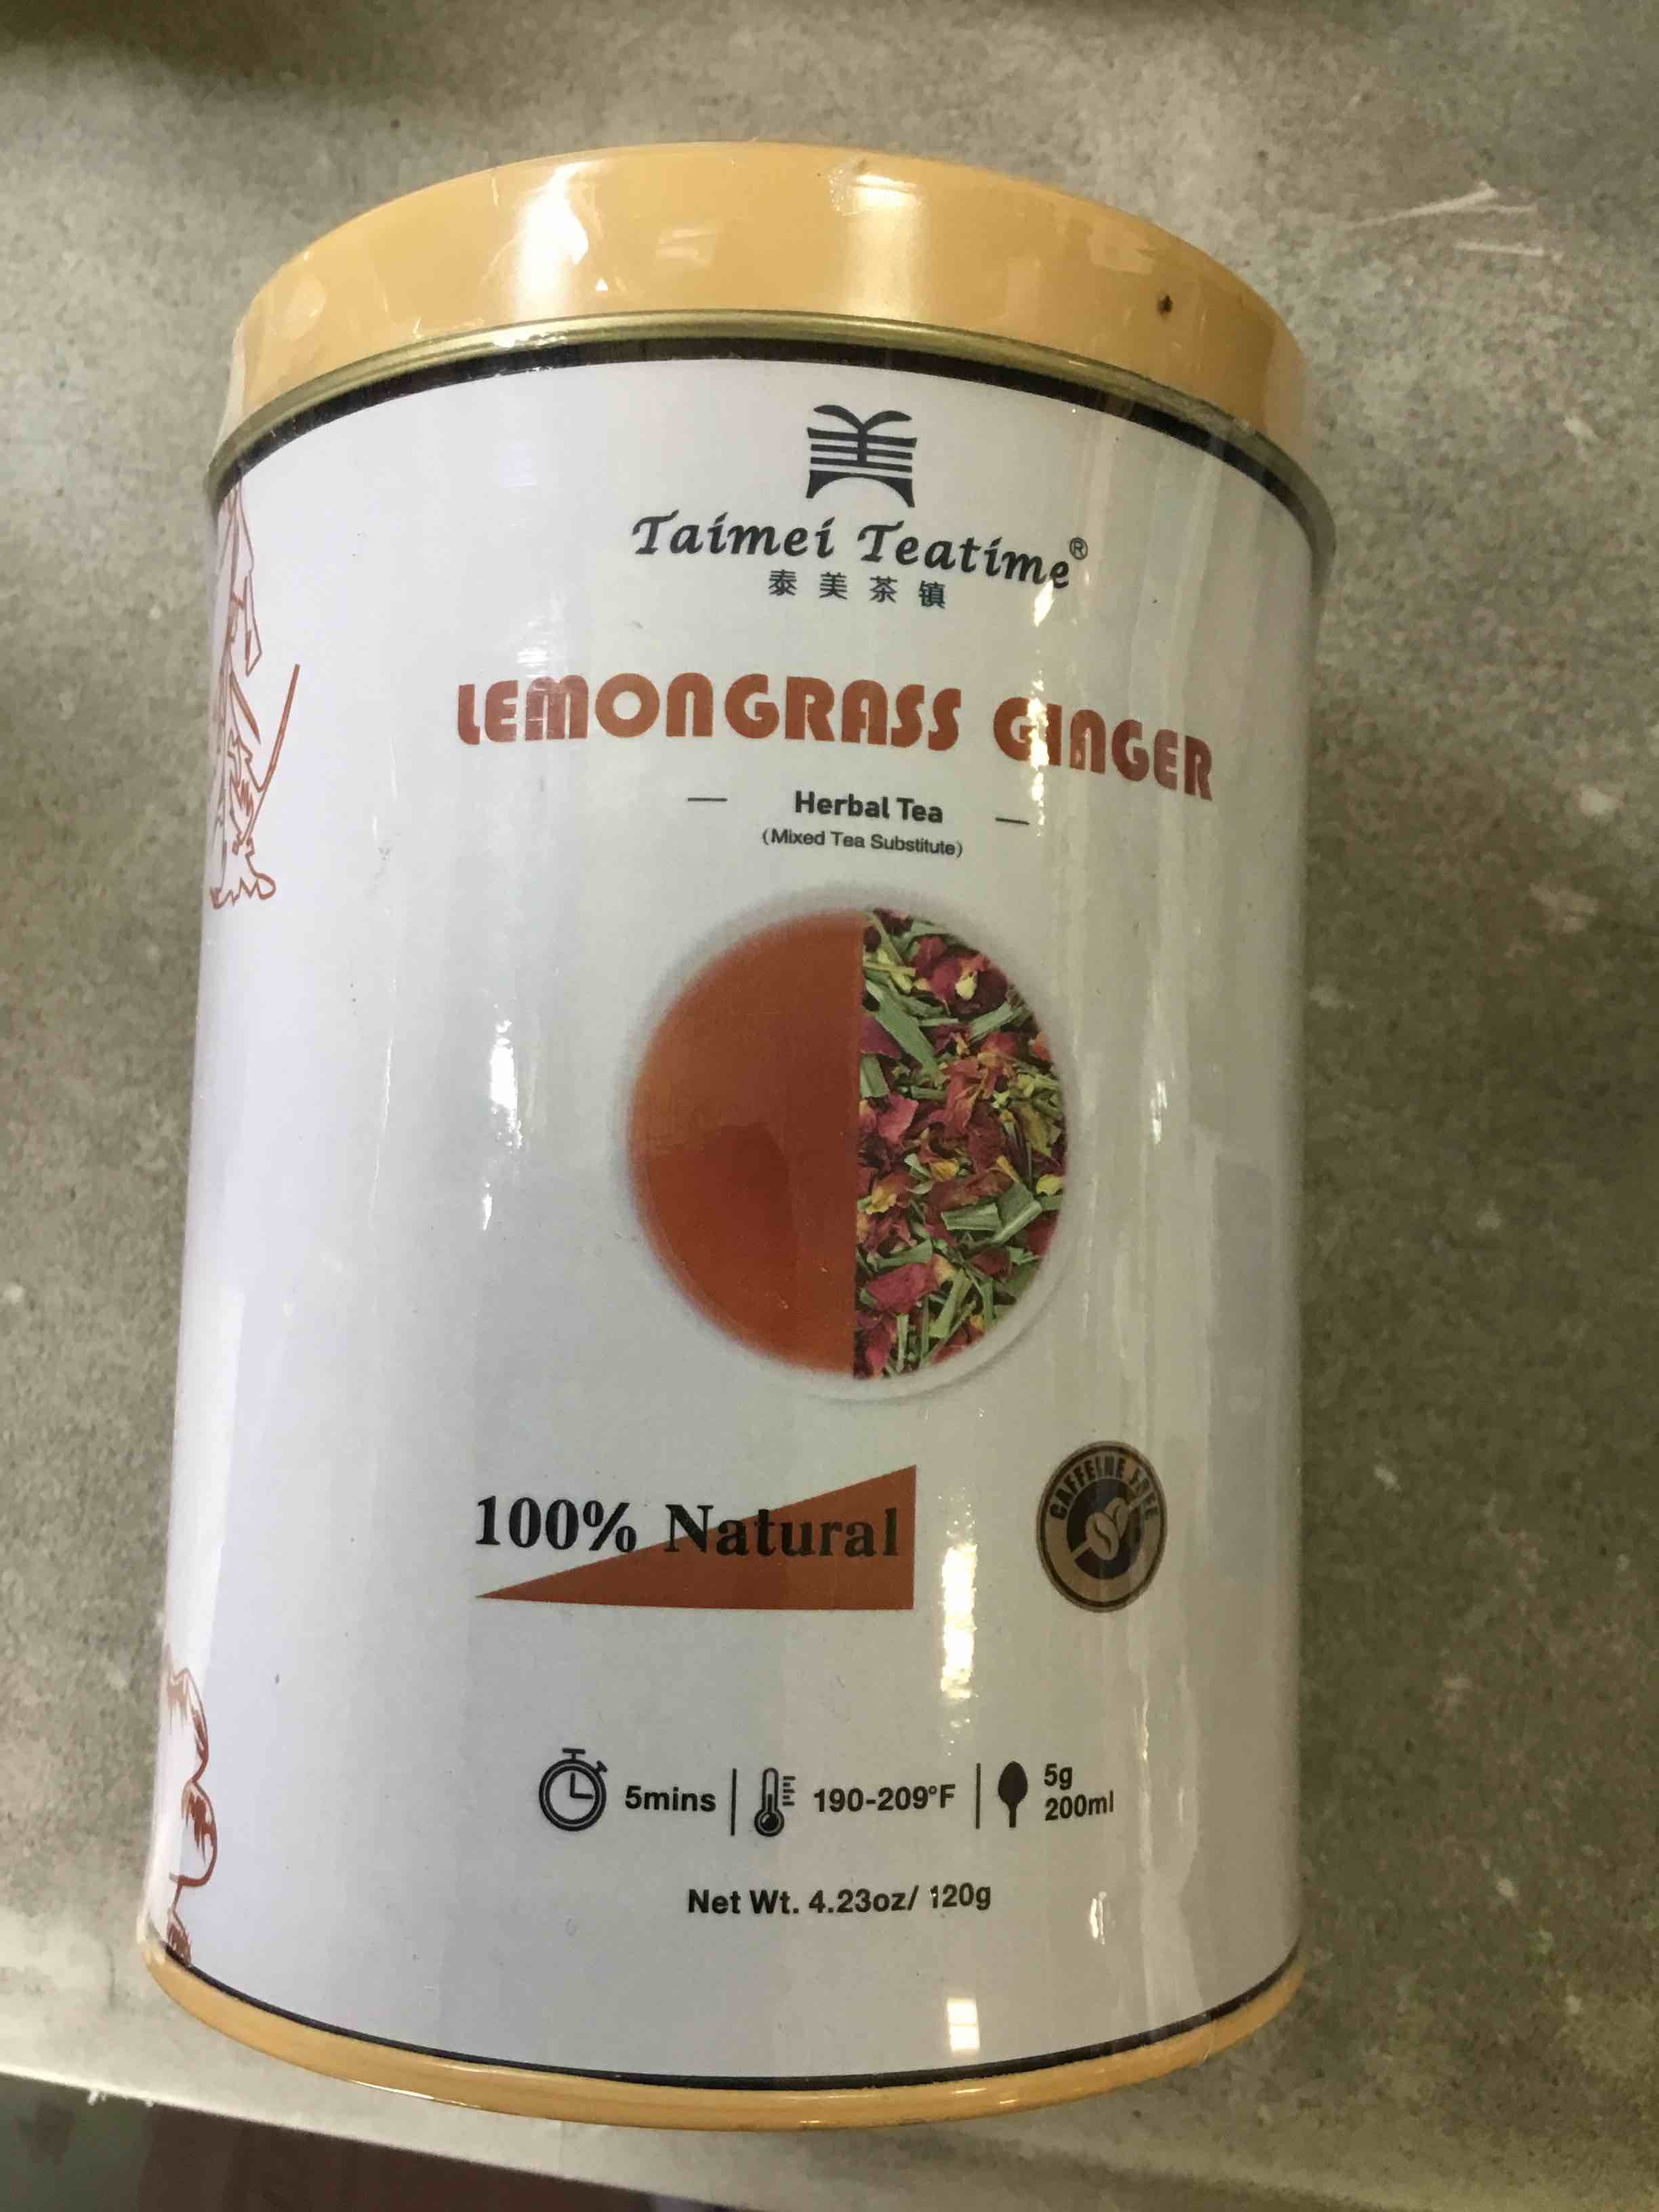 Taimei Teatime®
泰美茶镇
LEMONGRASS GINGER
Herbal Tea
(Mixed Tea Substitute)
100% Natural
CAFFEINE FREE
5mins
190-209°F
5g
200ml
Net Wt. 4.23oz/ 120g